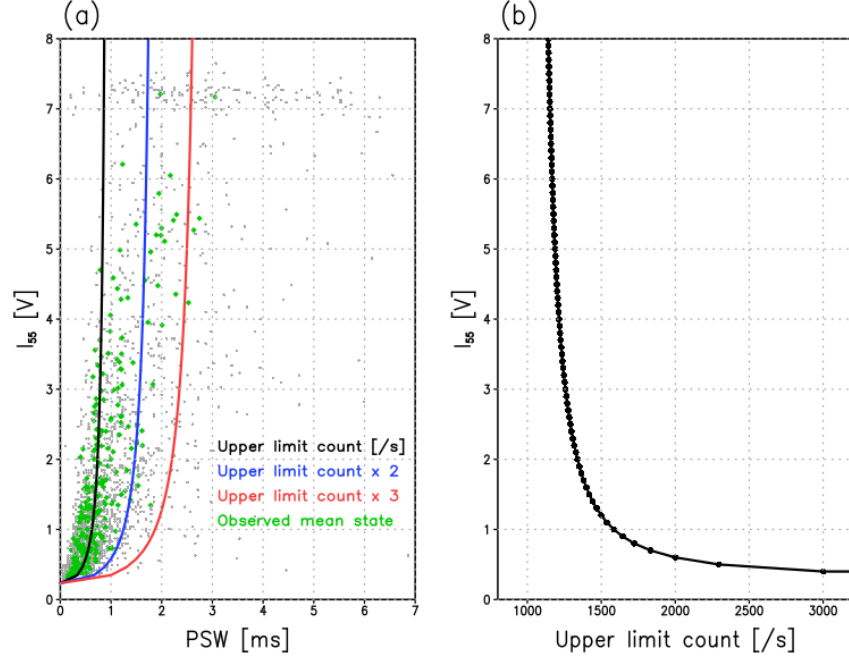 (a)
8
7
6
5
4
3
2
1
0
I55 [V]
Upper limit count [/s]
Upper limit count x 2
Upper limit count x 3
Observed mean state
0 1 2 3 4 5 6 7
PSW [ms]
(b)
8
7
6
5
4
3
2
1
0
I55 [V]
1000 1500 2000 2500 3000
Upper limit count [/s]